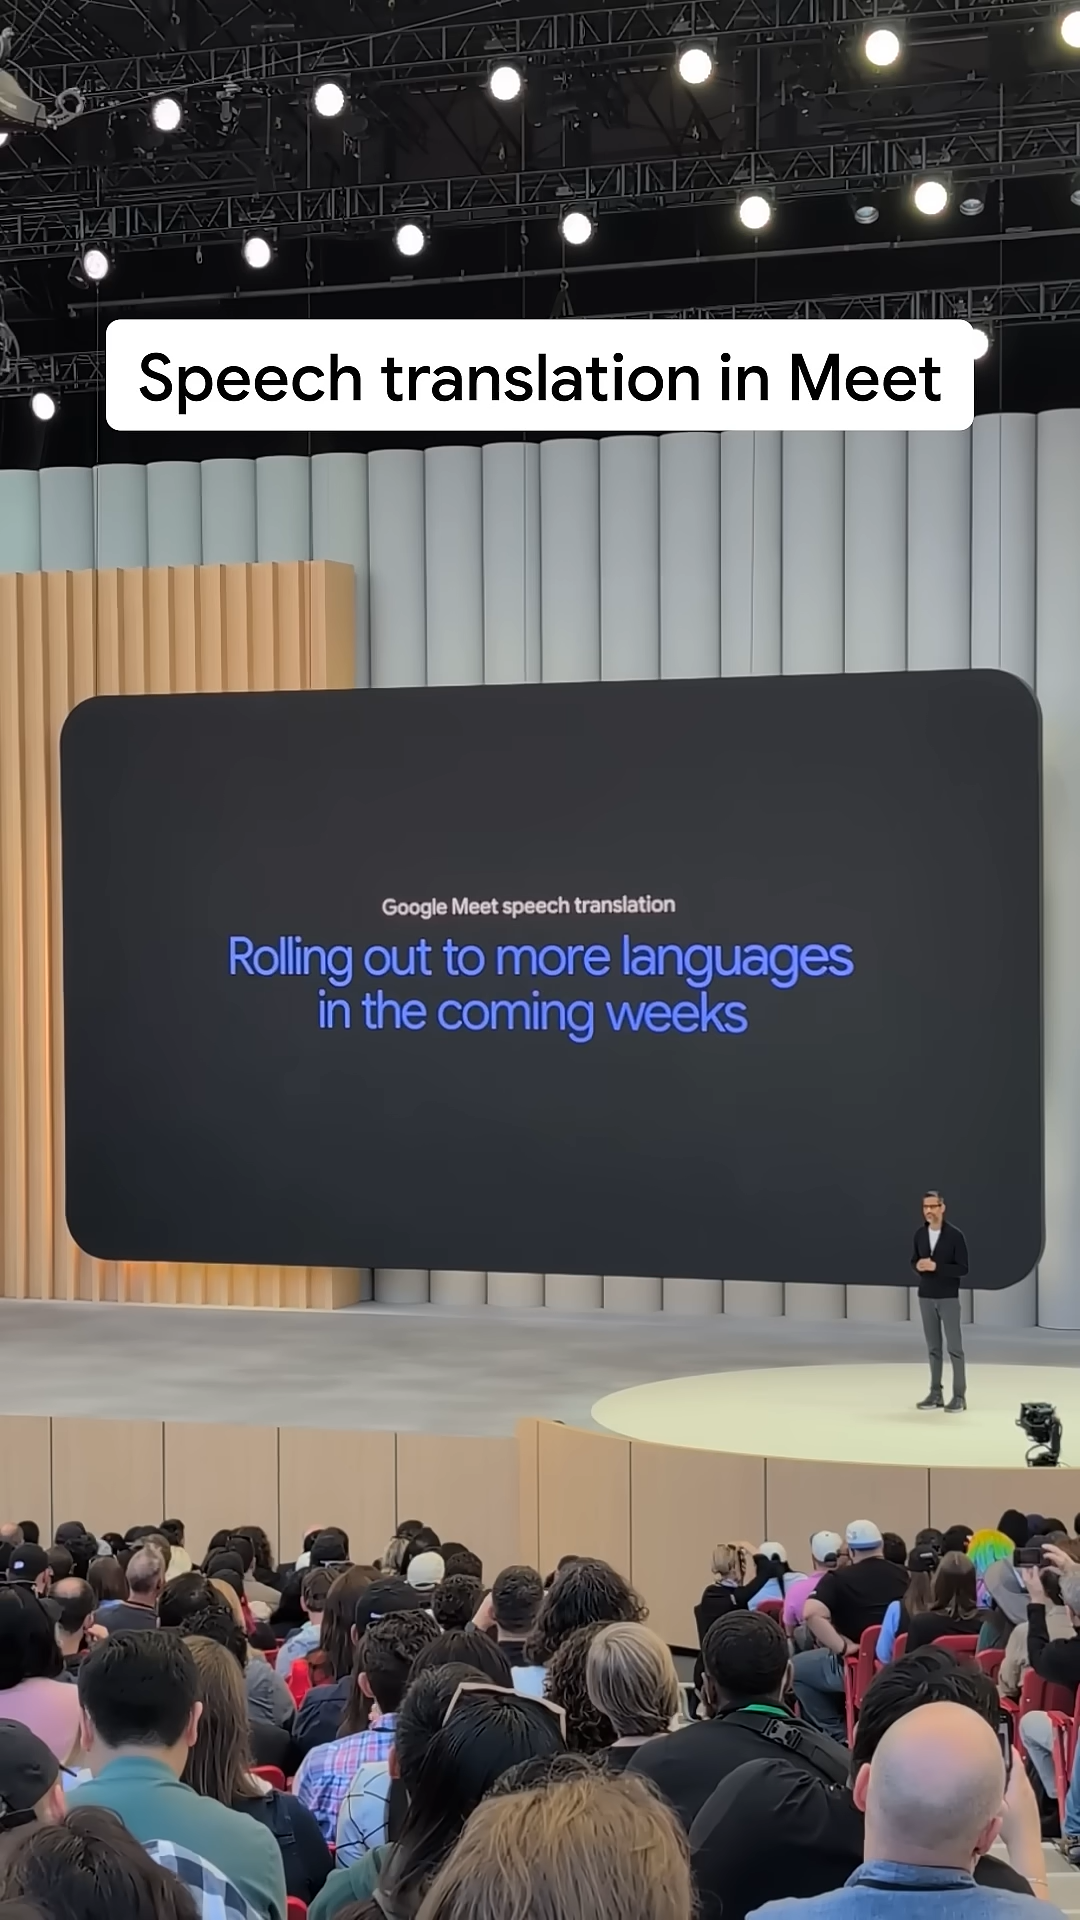 Speech translation in Meet
Google Meet speech translation
Rolling out to more languages
in the coming weeks